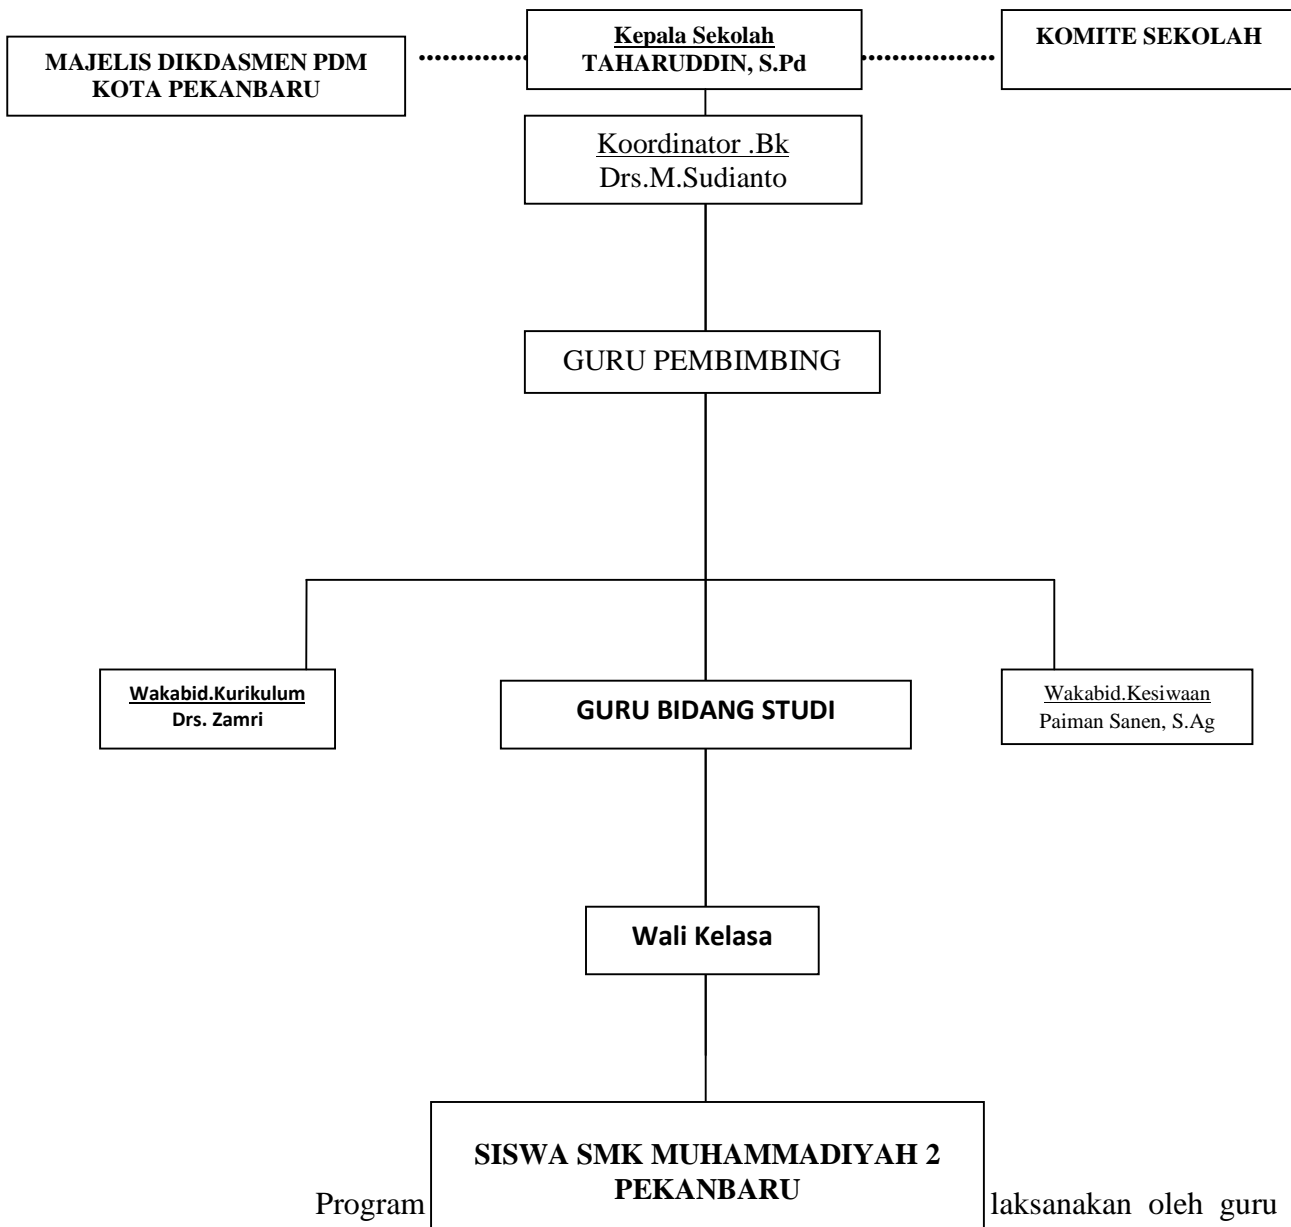 MAJELIS DIKDASMEN PDM
KOTA PEKANBARU
Kepala Sekolah
TAHARUDDIN, S.Pd
KOMITE SEKOLAH
Koordinator .Bk
Drs.M.Sudianto
GURU PEMBIMBING
Wakabid.Kurikulum
Drs. Zamri
GURU BIDANG STUDI
Wakabid.Kesiwaan
Paiman Sanen, S.Ag
Wali Kelasa
SISWA SMK MUHAMMADIYAH 2
PEKANBARU
Program laksanakan oleh guru